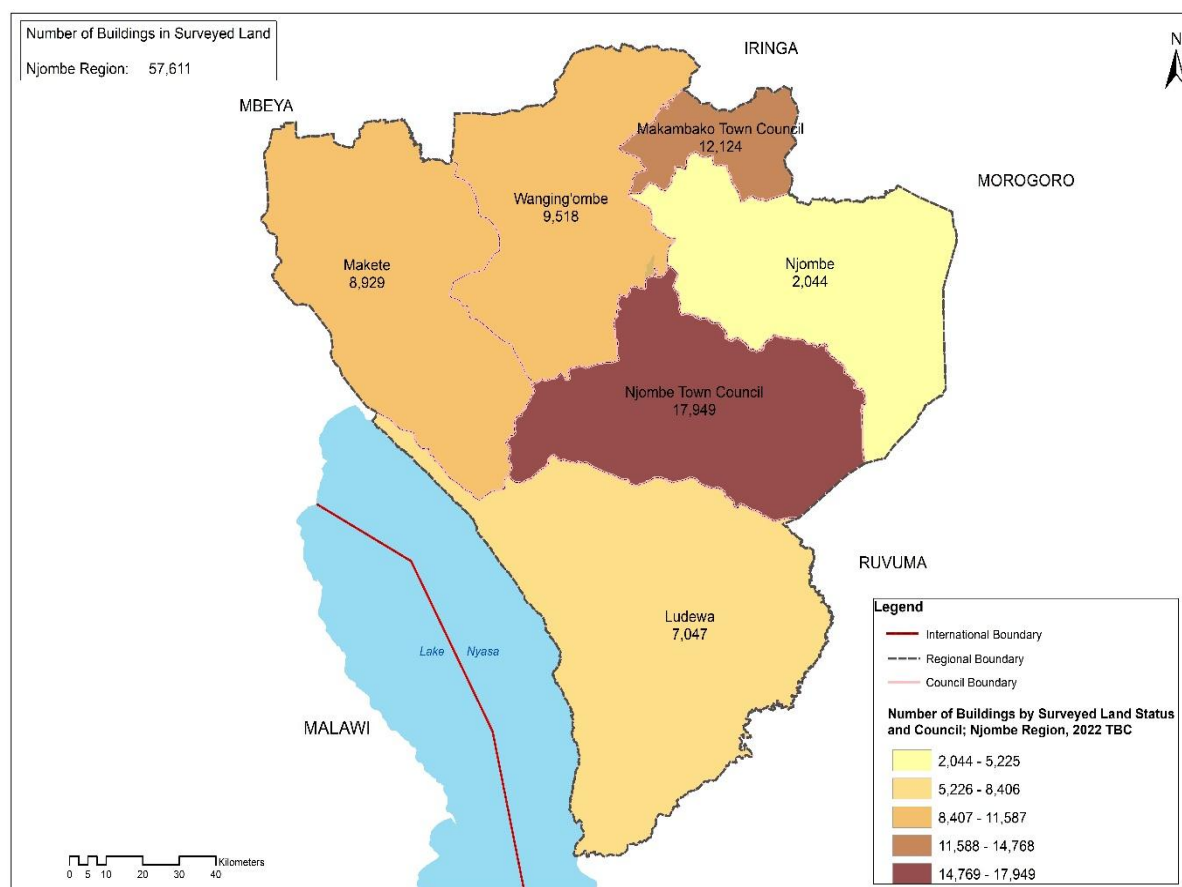 Number of Buildings in Surveyed Land
Njombe Region: 57,611
IRINGA
N
MBEYA
Makambako Town Council
12,124
MOROGORO
Wanging'ombe
9,518
Makete
8,929
Njombe
2,044
Njombe Town Council
17,949
RUVUMA
Ludewa
7,047
Lake Nyasa
MALAWI
Legend
International Boundary
Regional Boundary
Council Boundary
Number of Buildings by Surveyed Land Status
and Council; Njombe Region, 2022 TBC
2,044 - 5,225
5,226 - 8,406
8,407 - 11,587
11,588 - 14,768
14,769 - 17,949
Kilometers
0 5 10 20 30 40